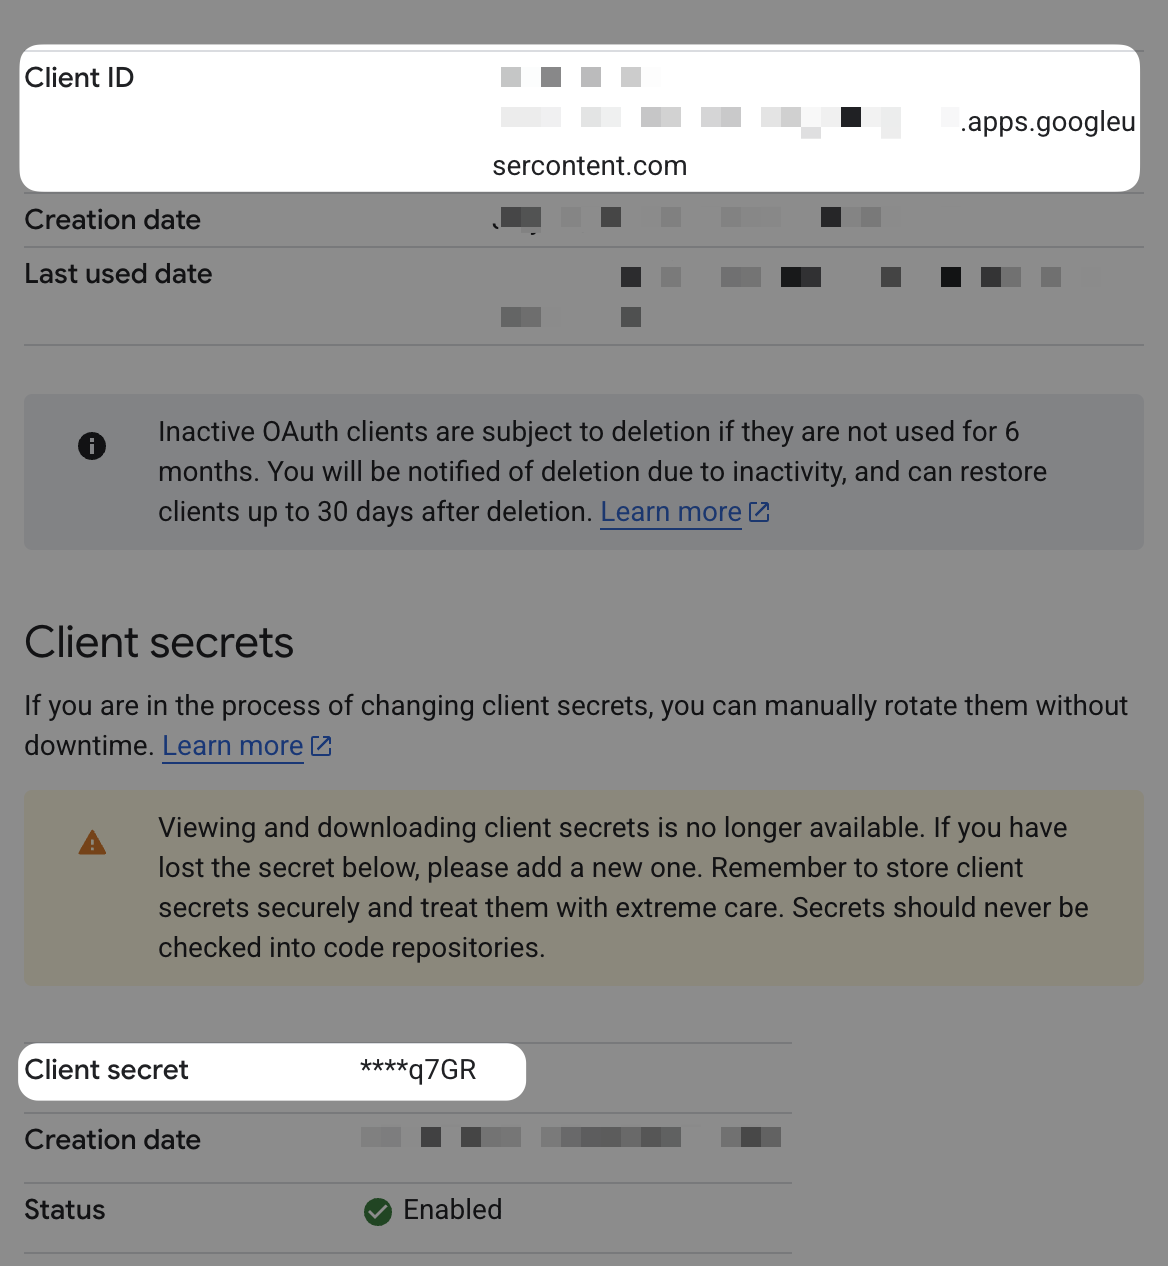 Client ID
.apps.googleu
sercontent.com
Creation date
Last used date
Inactive OAuth clients are subject to deletion if they are not used for 6
months. You will be notified of deletion due to inactivity, and can restore
clients up to 30 days after deletion. Learn more
Client secrets
If you are in the process of changing client secrets, you can manually rotate them without
downtime. Learn more
Viewing and downloading client secrets is no longer available. If you have
lost the secret below, please add a new one. Remember to store client
secrets securely and treat them with extreme care. Secrets should never be
checked into code repositories.
Client secret ****q7GR
Creation date
Status Enabled